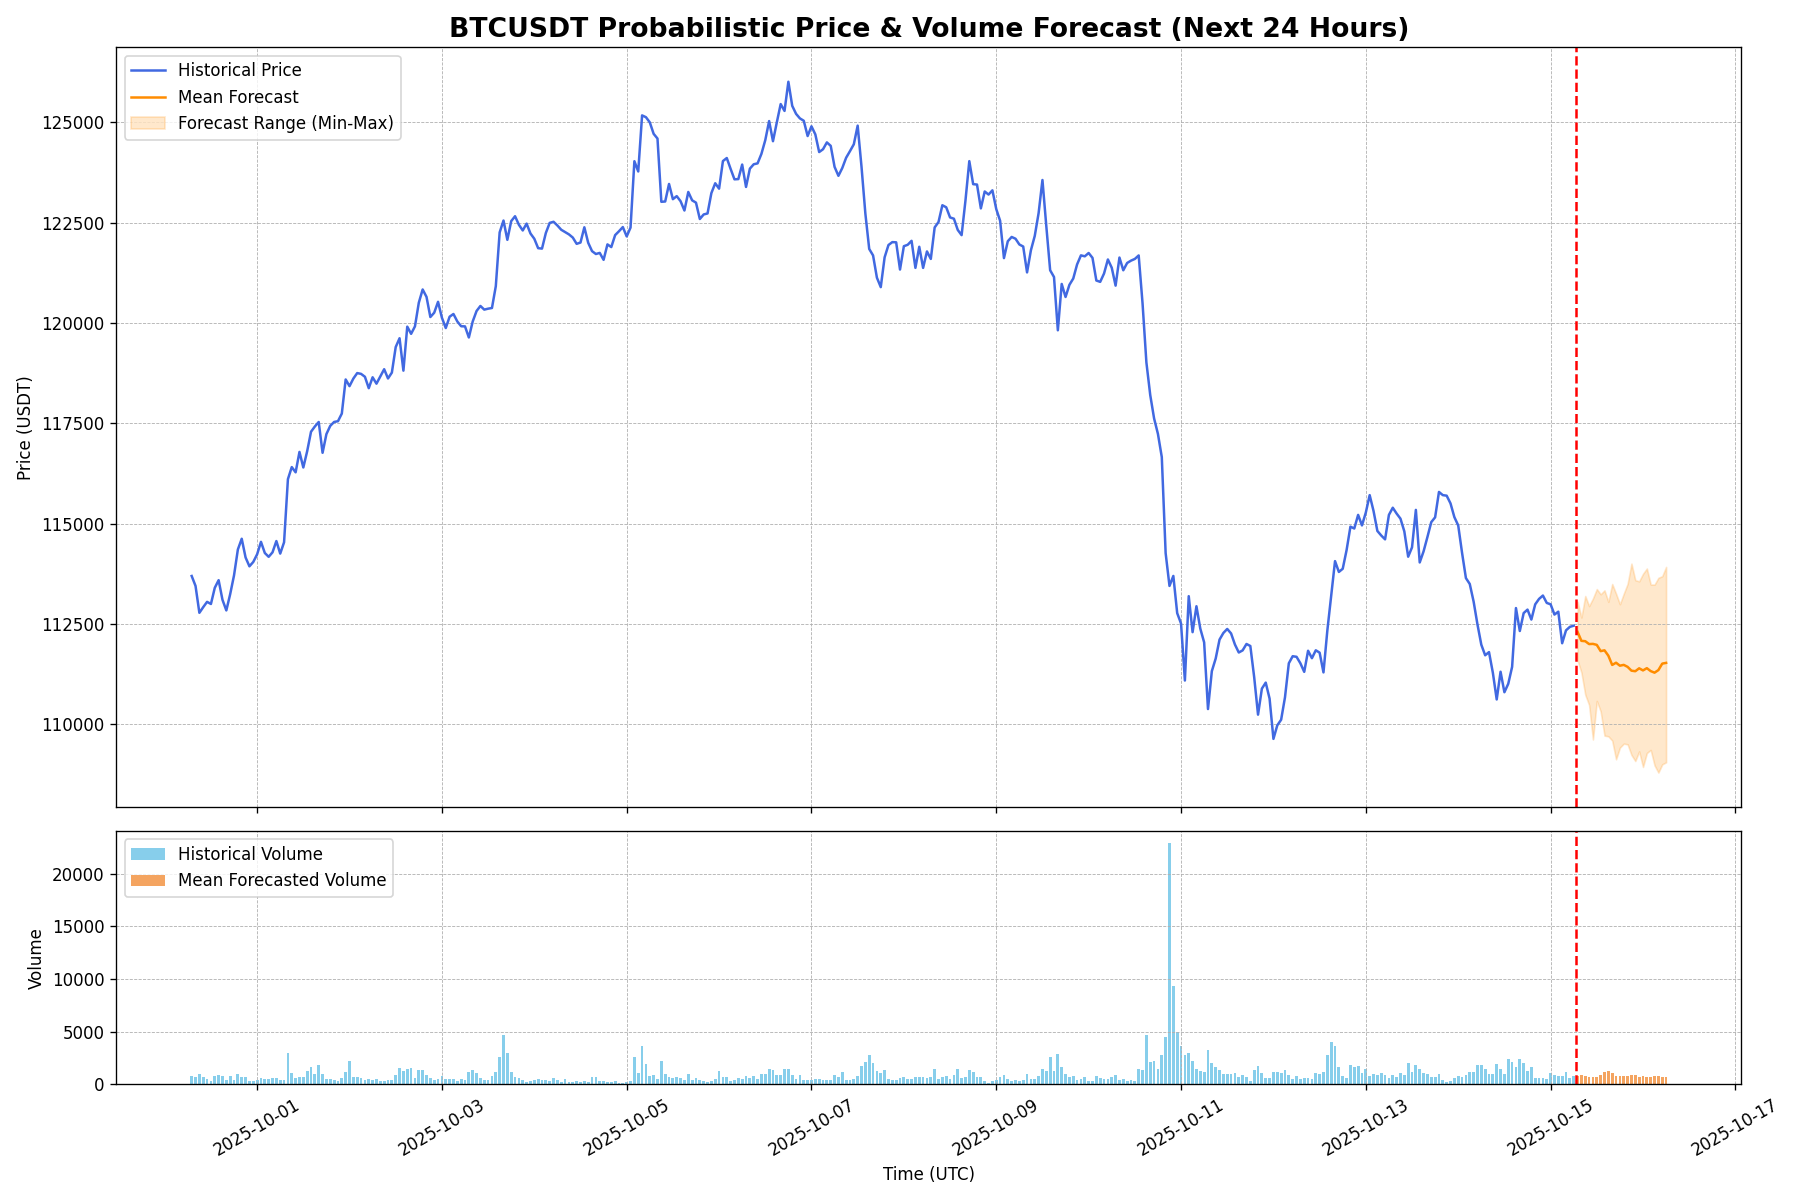 BTCUSDT Probabilistic Price & Volume Forecast (Next 24 Hours)
Historical Price
Mean Forecast
Forecast Range (Min-Max)
Price (USDT)
125000
122500
120000
117500
115000
112500
110000
Historical Volume
Mean Forecasted Volume
Volume
20000
15000
10000
5000
0
2025-10-01
2025-10-03
2025-10-05
2025-10-07
2025-10-09
2025-10-11
2025-10-13
2025-10-15
2025-10-17
Time (UTC)